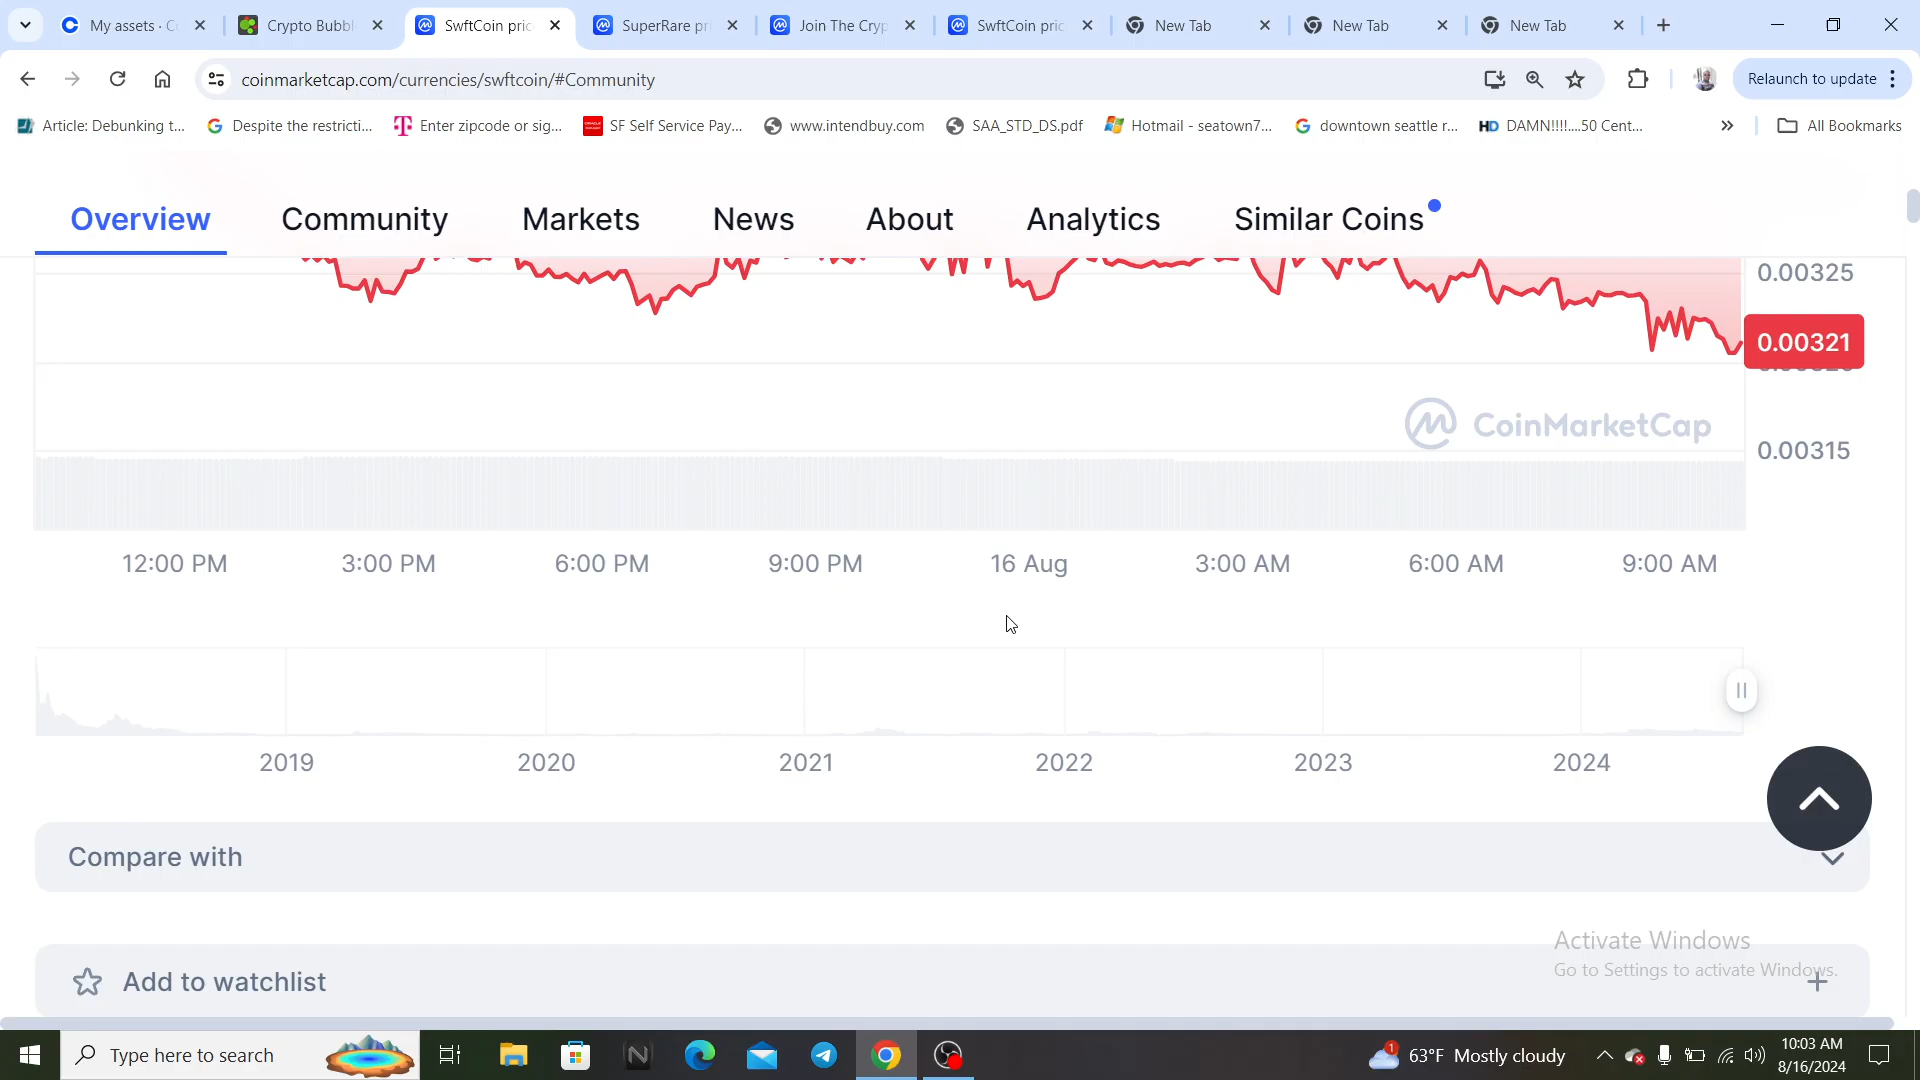 My assets · C
Crypto Bubbl
SwftCoin pric
SuperRare pr
Join The Cryp
SwftCoin pric
New Tab
New Tab
New Tab
coinmarketcap.com/currencies/swftcoin/#Community
Relaunch to update
Article: Debunking t...
Despite the restricti...
Enter zipcode or sig...
SF Self Service Pay...
www.intendbuy.com
SAA_STD_DS.pdf
Hotmail - seatown7...
downtown seattle r...
HD DAMN!!!!....50 Cent...
All Bookmarks
Overview
Community
Markets
News
About
Analytics
Similar Coins
0.00325
0.00321
CoinMarketCap
0.00315
12:00 PM
3:00 PM
6:00 PM
9:00 PM
16 Aug
3:00 AM
6:00 AM
9:00 AM
2019
2020
2021
2022
2023
2024
Compare with
Add to watchlist
Activate Windows
Go to Settings to activate Windows.
Type here to search
1
63°F Mostly cloudy
10:03 AM
8/16/2024